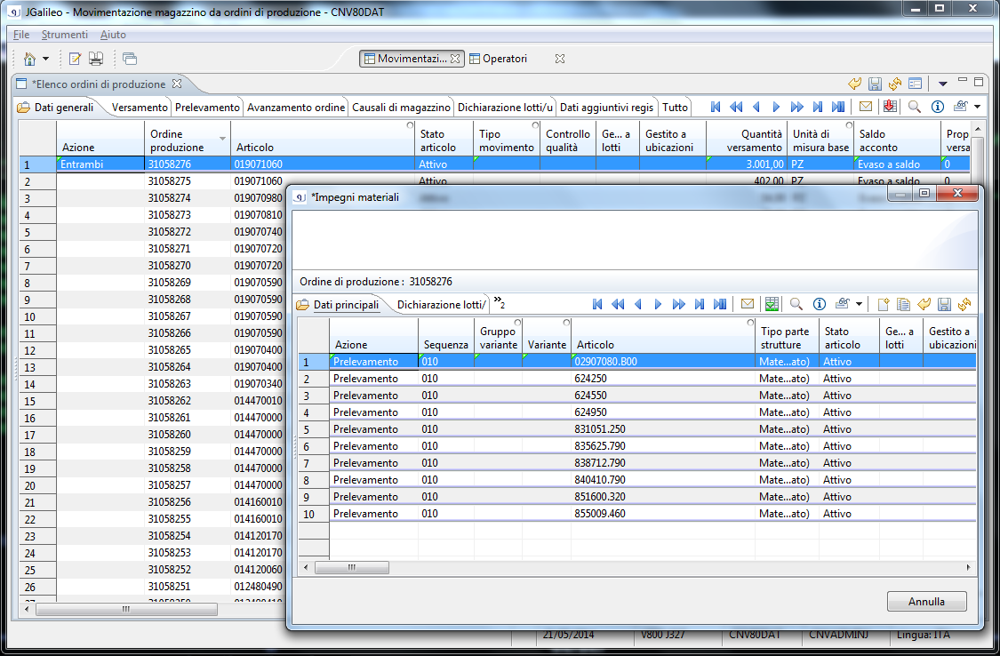 JGalileo - Movimentazione magazzino da ordini di produzione - CNV80DAT
File Strumenti Aiuto
Movimentazi... Operatori
*Elenco ordini di produzione
Dati generali Versamento Prelevamento Avanzamento ordine Causali di magazzino Dichiarazione lotti/u Dati aggiuntivi regis Tutto
Azione Ordine produzione Articolo Stato articolo Tipo movimento Controllo qualità Ge... a lotti Gestito a ubicazioni Quantità versamento Unità di misura base Saldo acconto Prop versa
1 Entrambi 31058276 019071060 Attivo 3.001,00 PZ Evaso a saldo 0
2 31058275 019071060 Attivo 402,00 PZ Evaso a saldo 0
3 31058274 019070980
4 31058273 019070810
5 31058272 019070740
6 31058271 019070720
7 31058270 019070720
8 31058269 019070590
9 31058268 019070590
10 31058267 019070590
11 31058266 019070590
12 31058265 019070400
13 31058264 019070400
14 31058263 019070340
15 31058262 014470010
16 31058261 014470000
17 31058260 014470000
18 31058259 014470000
19 31058258 014470000
20 31058257 014470000
21 31058256 014160010
22 31058255 014160010
23 31058254 014120170
24 31058253 014120170
25 31058252 014120060
26 31058251 012480490
*Impegni materiali
Ordine di produzione : 31058276
Dati principali Dichiarazione lotti/ »2
Azione Sequenza Gruppo variante Variante Articolo Tipo parte strutture Stato articolo Ge... a lotti Gestito a ubicazioni
1 Prelevamento 010 02907080.B00 Mate...ato) Attivo
2 Prelevamento 010 624250 Mate...ato) Attivo
3 Prelevamento 010 624550 Mate...ato) Attivo
4 Prelevamento 010 624950 Mate...ato) Attivo
5 Prelevamento 010 831051.250 Mate...ato) Attivo
6 Prelevamento 010 835625.790 Mate...ato) Attivo
7 Prelevamento 010 838712.790 Mate...ato) Attivo
8 Prelevamento 010 840410.790 Mate...ato) Attivo
9 Prelevamento 010 851600.320 Mate...ato) Attivo
10 Prelevamento 010 855009.460 Mate...ato) Attivo
Annulla
21/05/2014 V800 J327 CNV80DAT CNVADMINJ Lingua: ITA